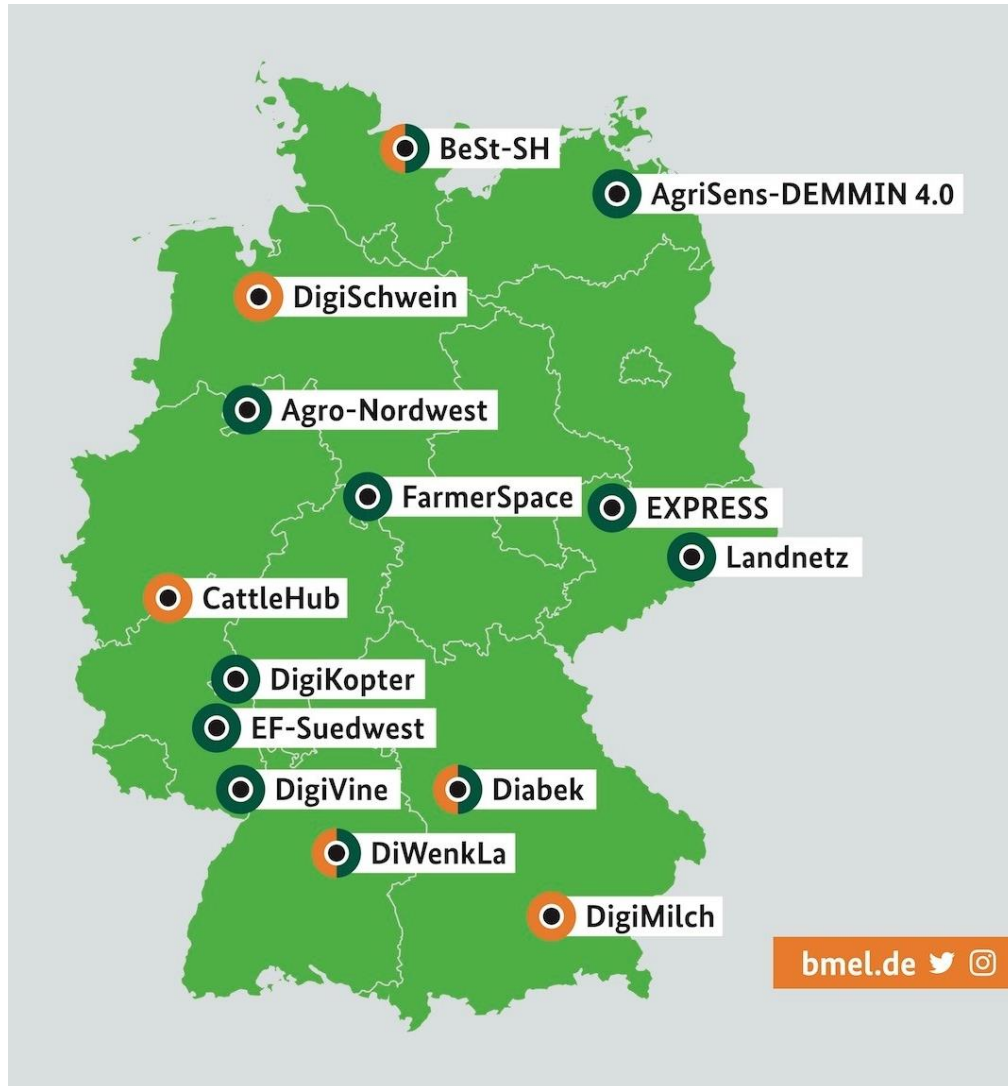 BeSt-SH
AgriSens-DEMMIN 4.0
DigiSchwein
Agro-Nordwest
FarmerSpace
EXPRESS
Landnetz
CattleHub
DigiKopter
EF-Suedwest
DigiVine
Diabek
DiWenkLa
DigiMilch
bmel.de